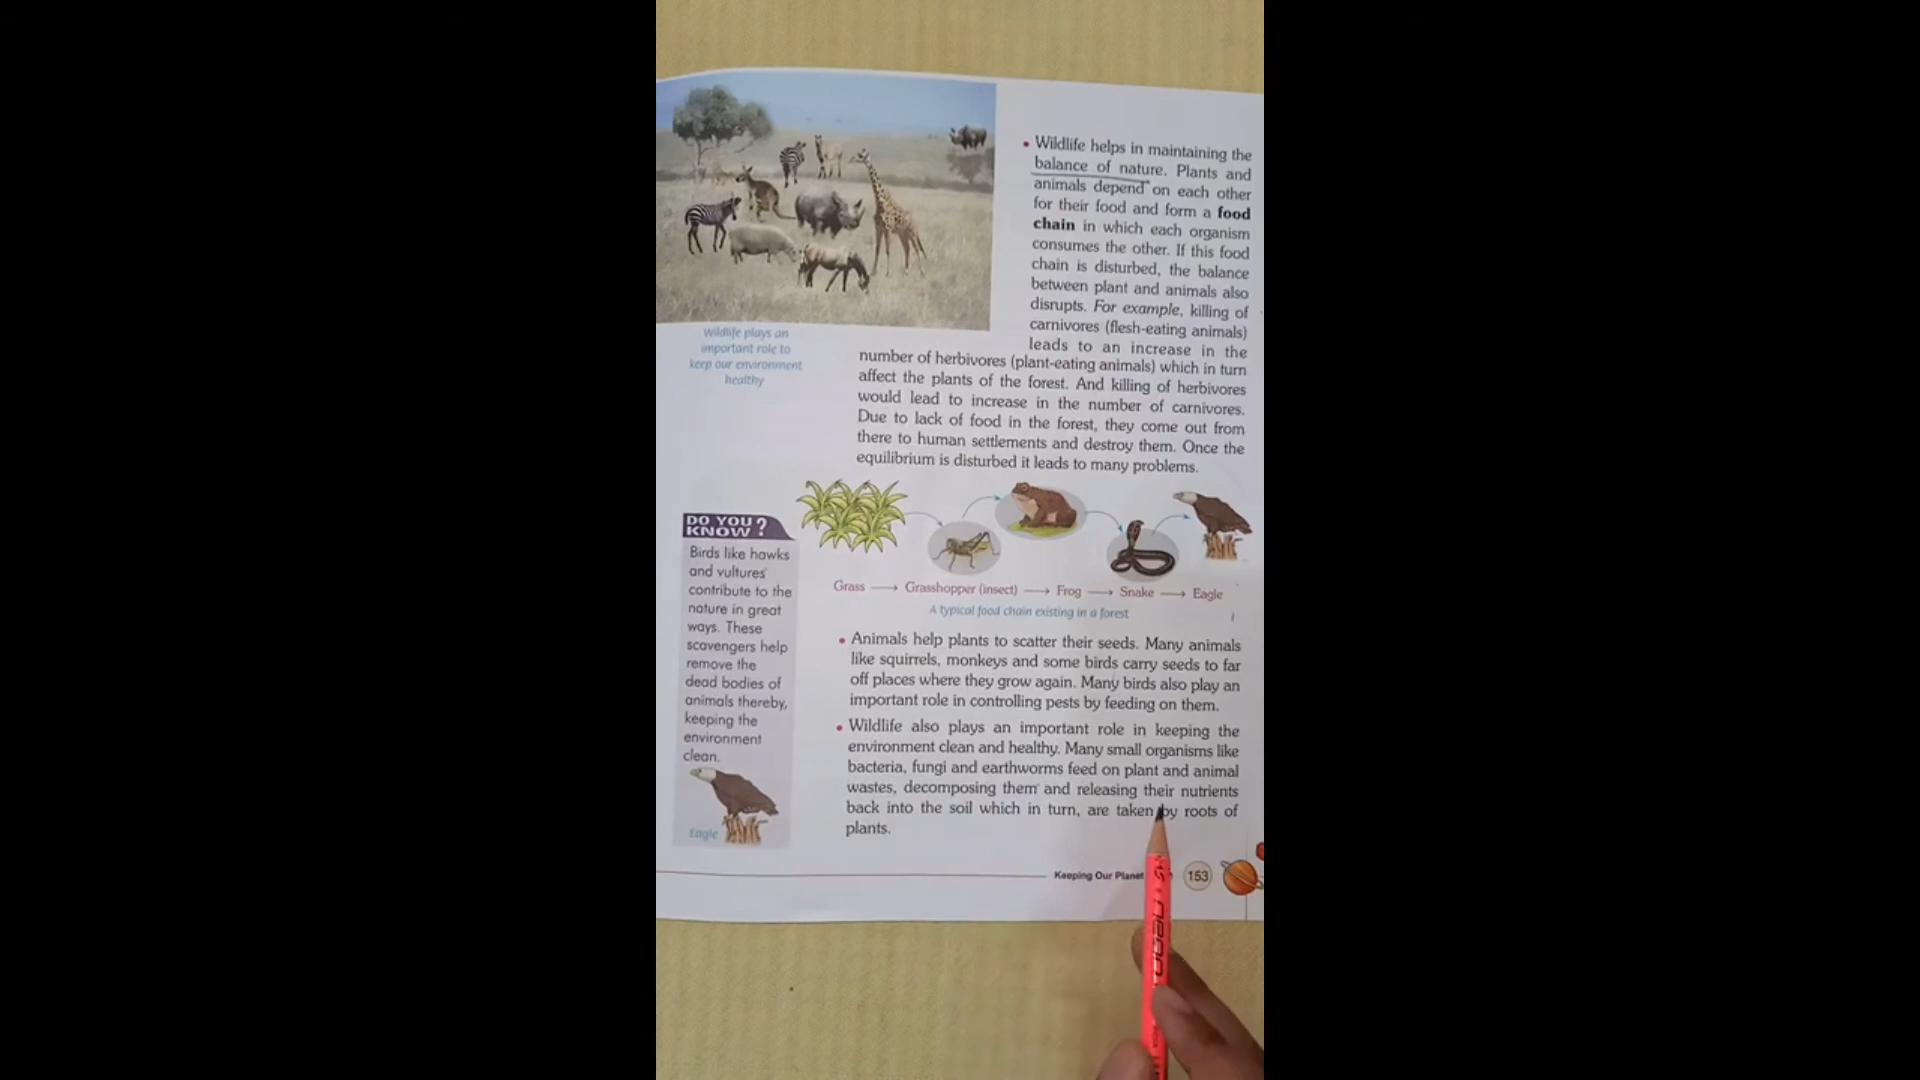 • Wildlife helps in maintaining the
balance of nature. Plants and
animals depend on each other
for their food and form a food
chain in which each organism
consumes the other. If this food
chain is disturbed, the balance
between plant and animals also
disrupts. For example, killing of
carnivores (flesh-eating animals)
leads to an increase in the
number of herbivores (plant-eating animals) which in turn
affect the plants of the forest. And killing of herbivores
would lead to increase in the number of carnivores.
Due to lack of food in the forest, they come out from
there to human settlements and destroy them. Once the
equilibrium is disturbed it leads to many problems.
Wildlife plays an
important role to
keep our environment
healthy
Grass → Grasshopper (insect) → Frog → Snake → Eagle
A typical food chain existing in a forest
DO YOU
KNOW ?
Birds like hawks
and vultures
contribute to the
nature in great
ways. These
scavengers help
remove the
dead bodies of
animals thereby,
keeping the
environment
clean.
Eagle
• Animals help plants to scatter their seeds. Many animals
like squirrels, monkeys and some birds carry seeds to far
off places where they grow again. Many birds also play an
important role in controlling pests by feeding on them.
• Wildlife also plays an important role in keeping the
environment clean and healthy. Many small organisms like
bacteria, fungi and earthworms feed on plant and animal
wastes, decomposing them and releasing their nutrients
back into the soil which in turn, are taken by roots of
plants.
Keeping Our Planet
153